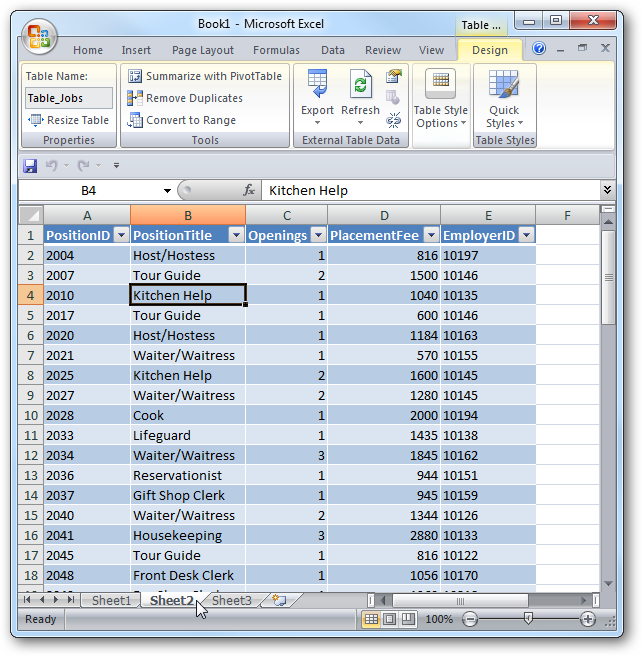 Book1 - Microsoft Excel
Table ...
Home Insert Page Layout Formulas Data Review View Design
Table Name:
Table_Jobs
Resize Table
Properties
Summarize with PivotTable
Remove Duplicates
Convert to Range
Tools
Export Refresh
External Table Data
Table Style
Options
Quick
Styles
Table Styles
B4 fx Kitchen Help
A B C D E F
1 PositionID PositionTitle Openings PlacementFee EmployerID
2 2004 Host/Hostess 1 816 10197
3 2007 Tour Guide 2 1500 10146
4 2010 Kitchen Help 1 1040 10135
5 2017 Tour Guide 1 600 10146
6 2020 Host/Hostess 1 1184 10163
7 2021 Waiter/Waitress 1 570 10155
8 2025 Kitchen Help 2 1600 10145
9 2027 Waiter/Waitress 2 1280 10145
10 2028 Cook 1 2000 10194
11 2033 Lifeguard 1 1435 10138
12 2034 Waiter/Waitress 3 1845 10162
13 2036 Reservationist 1 944 10151
14 2037 Gift Shop Clerk 1 945 10159
15 2040 Waiter/Waitress 2 1344 10126
16 2041 Housekeeping 3 2880 10133
17 2045 Tour Guide 1 816 10122
18 2048 Front Desk Clerk 1 1056 10170
Sheet1 Sheet2 Sheet3
Ready 100%